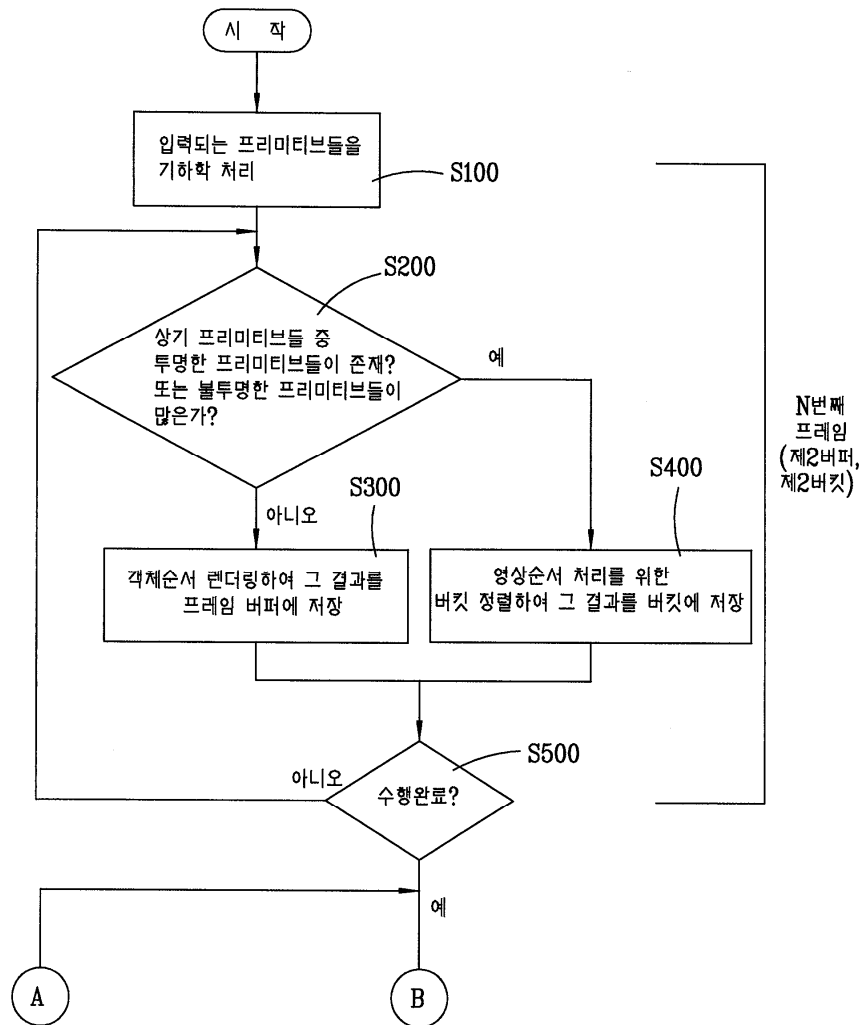 시 작
입력되는 프리미티브들을
기하학 처리
S100
S200
상기 프리미티브들 중
투명한 프리미티브들이 존재?
또는 불투명한 프리미티브들이
많은가?
예
N번째
프레임
(제2버퍼,
제2버킷)
아니오
S300
S400
객체순서 렌더링하여 그 결과를
프레임 버퍼에 저장
영상순서 처리를 위한
버킷 정렬하여 그 결과를 버킷에 저장
S500
아니오
수행완료?
예
A
B